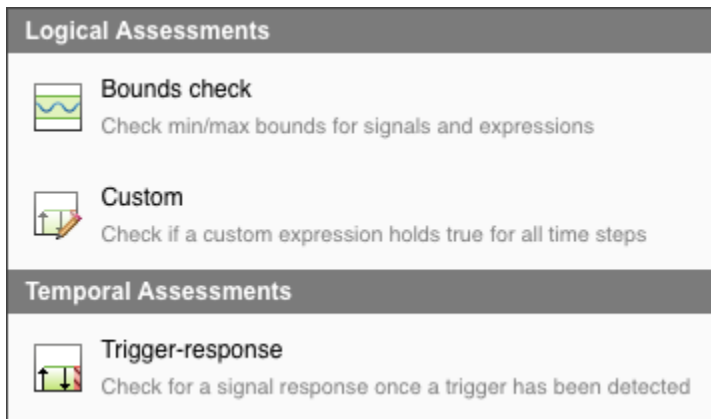 Logical Assessments
Bounds check
Check min/max bounds for signals and expressions
Custom
Check if a custom expression holds true for all time steps
Temporal Assessments
Trigger-response
Check for a signal response once a trigger has been detected